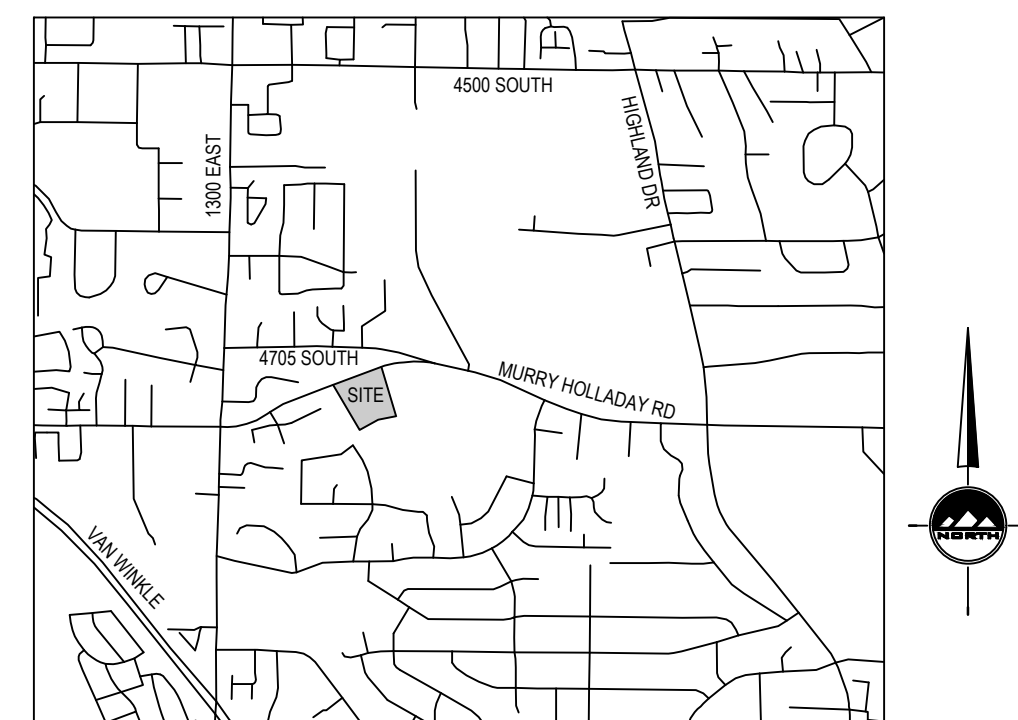 4500 SOUTH
HIGHLAND DR
1300 EAST
4705 SOUTH
MURRY HOLLADAY RD
SITE
NORTH
VAN WINKLE